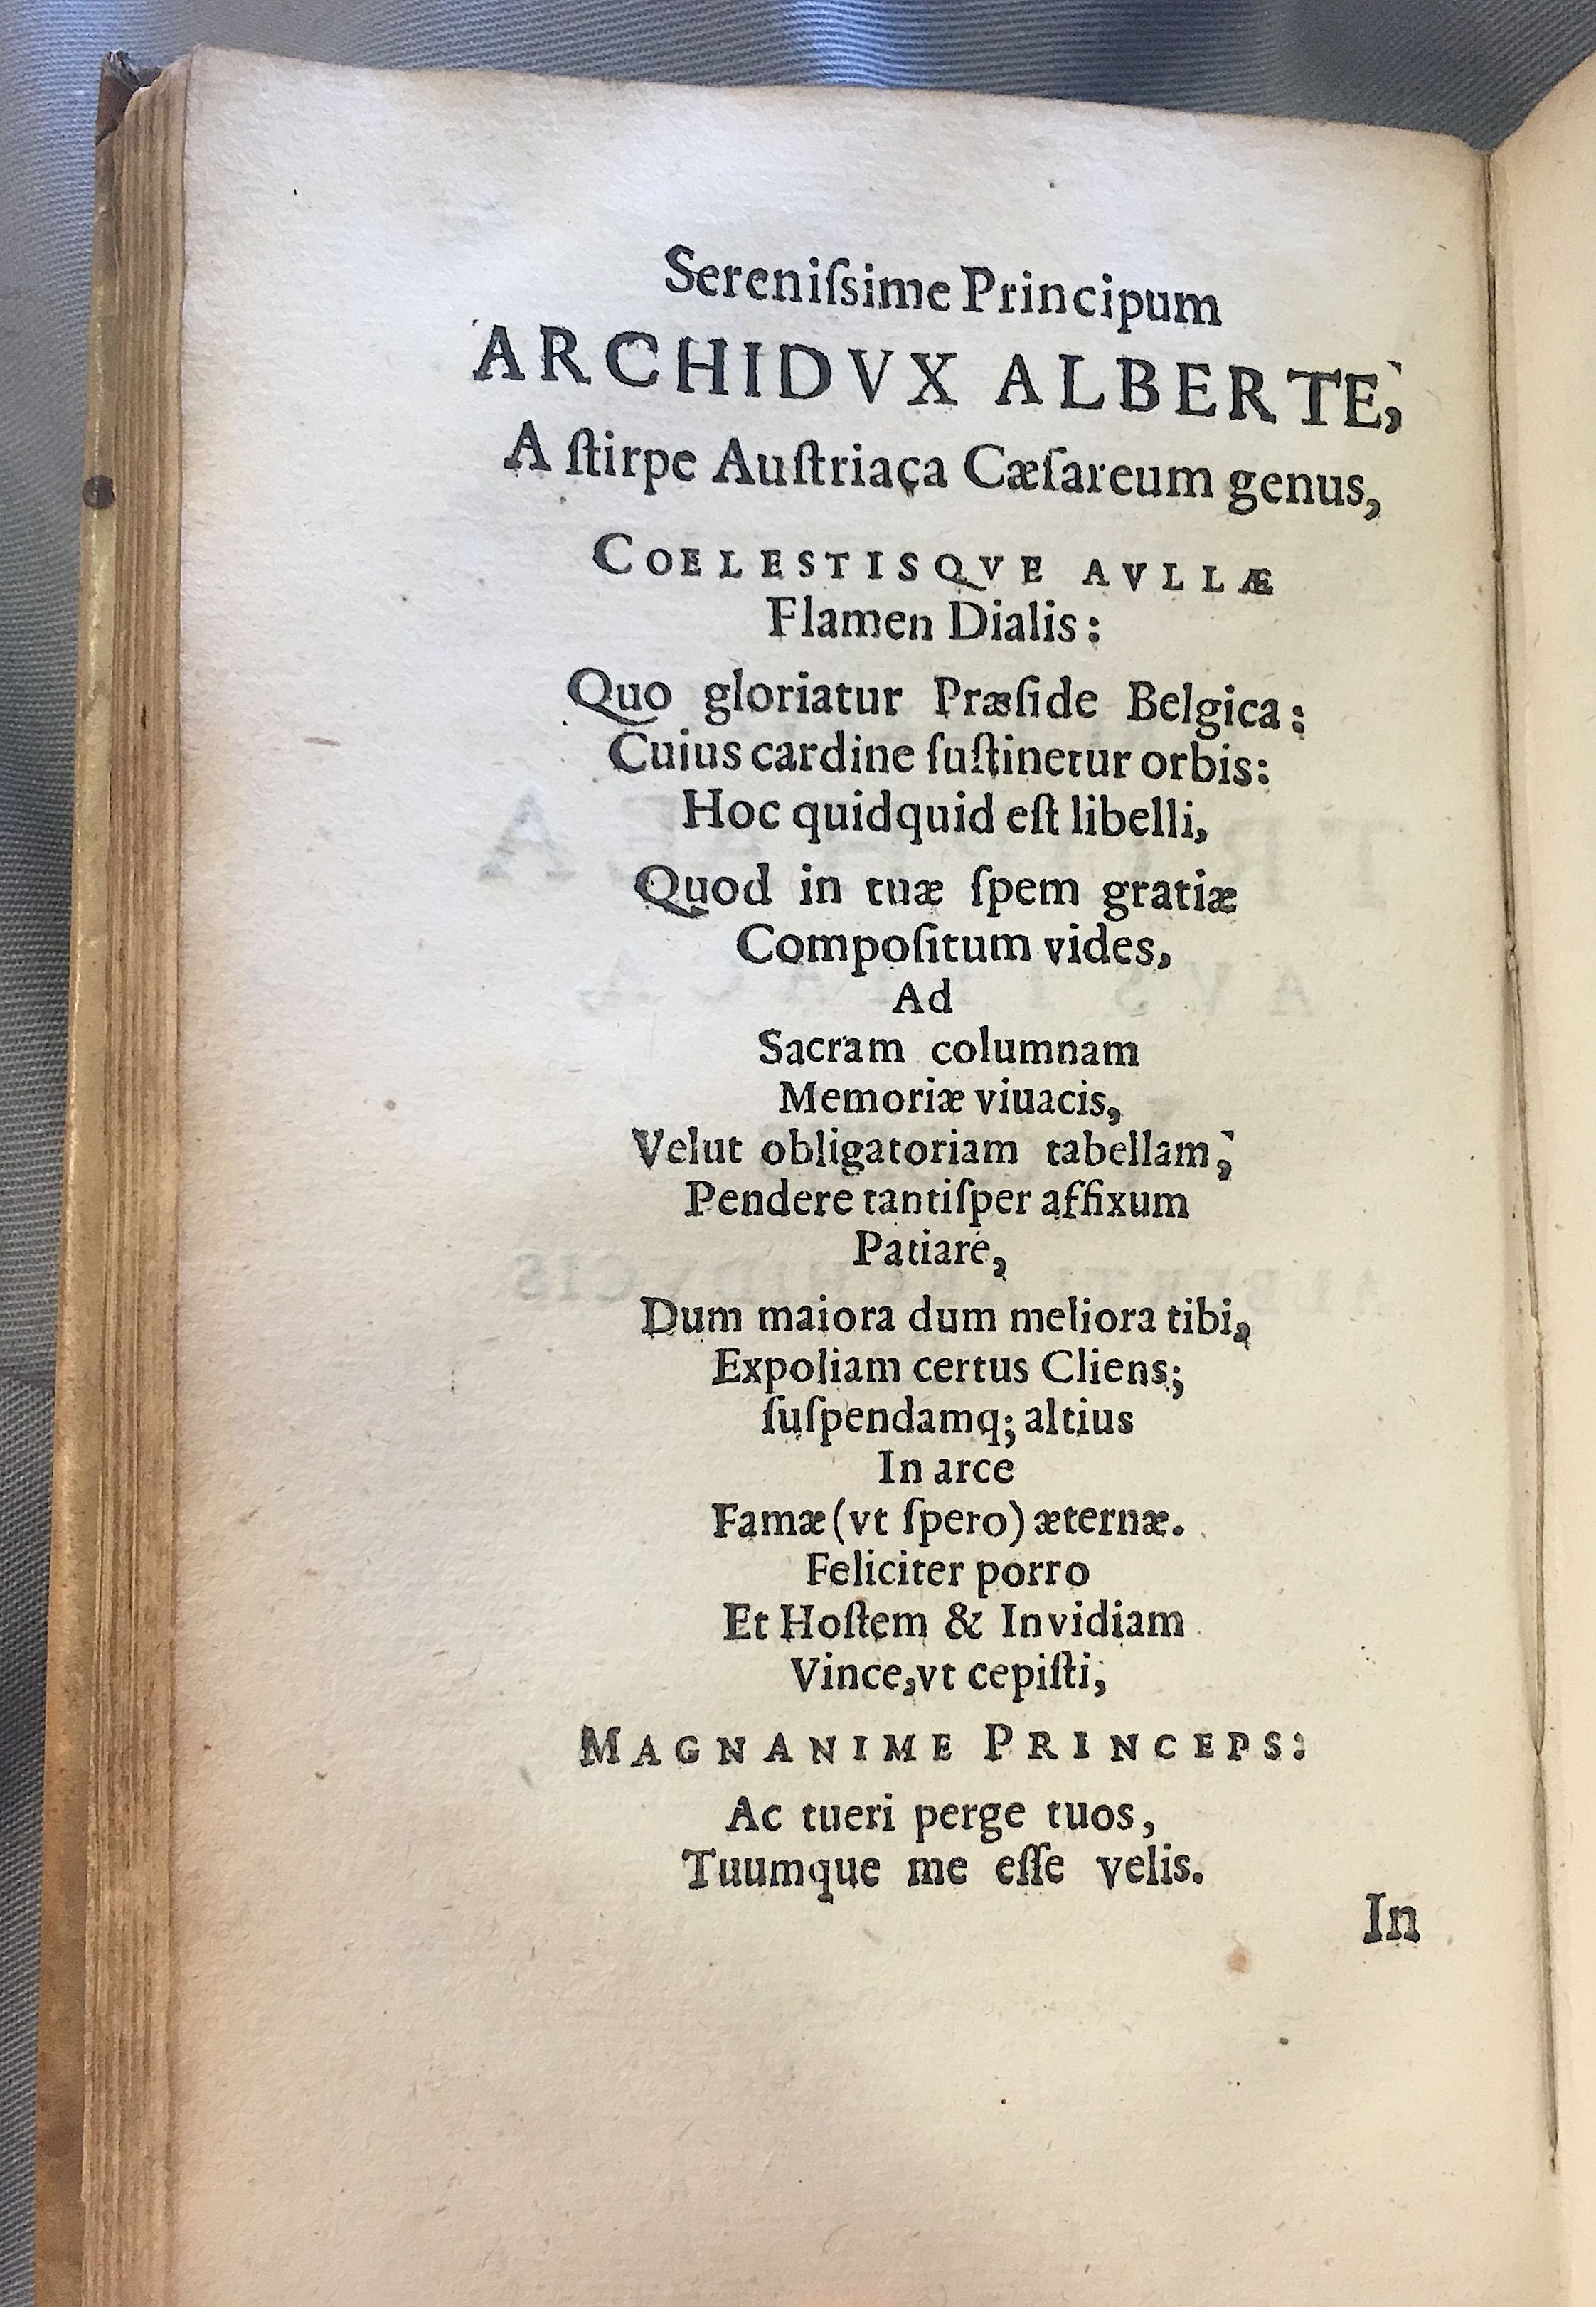 Sereniſsime Principum
ARCHIDVX ALBERTE,
A ſtirpe Auſtriaca Cæſareum genus,
COELESTISQVE AVLLÆ
Flamen Dialis:
Quo gloriatur Præſide Belgica:
Cuius cardine ſuſtinetur orbis:
Hoc quidquid eſt libelli,
Quod in tuæ ſpem gratiæ
Compoſitum vides,
Ad
Sacram columnam
Memoriæ viuacis,
Velut obligatoriam tabellam,
Pendere tantiſper affixum
Patiare,
Dum maiora dum meliora tibi,
Expoliam certus Cliens;
ſuſpendamq; altius
In arce
Famæ (vt ſpero) æternæ.
Feliciter porro
Et Hoſtem & Invidiam
Vince, vt cepiſti,
MAGNANIME PRINCEPS:
Ac tueri perge tuos,
Tuumque me eſſe velis.
In